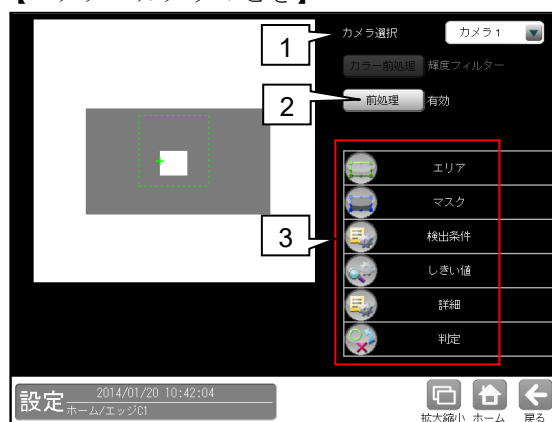 1
カメラ選択
カメラ1
カラー前処理
輝度フィルター
2
前処理
有効
3
エリア
マスク
検出条件
しきい値
詳細
判定
設定
2014/01/20 10:42:04
ホーム/エッジC1
拡大縮小
ホーム
戻る